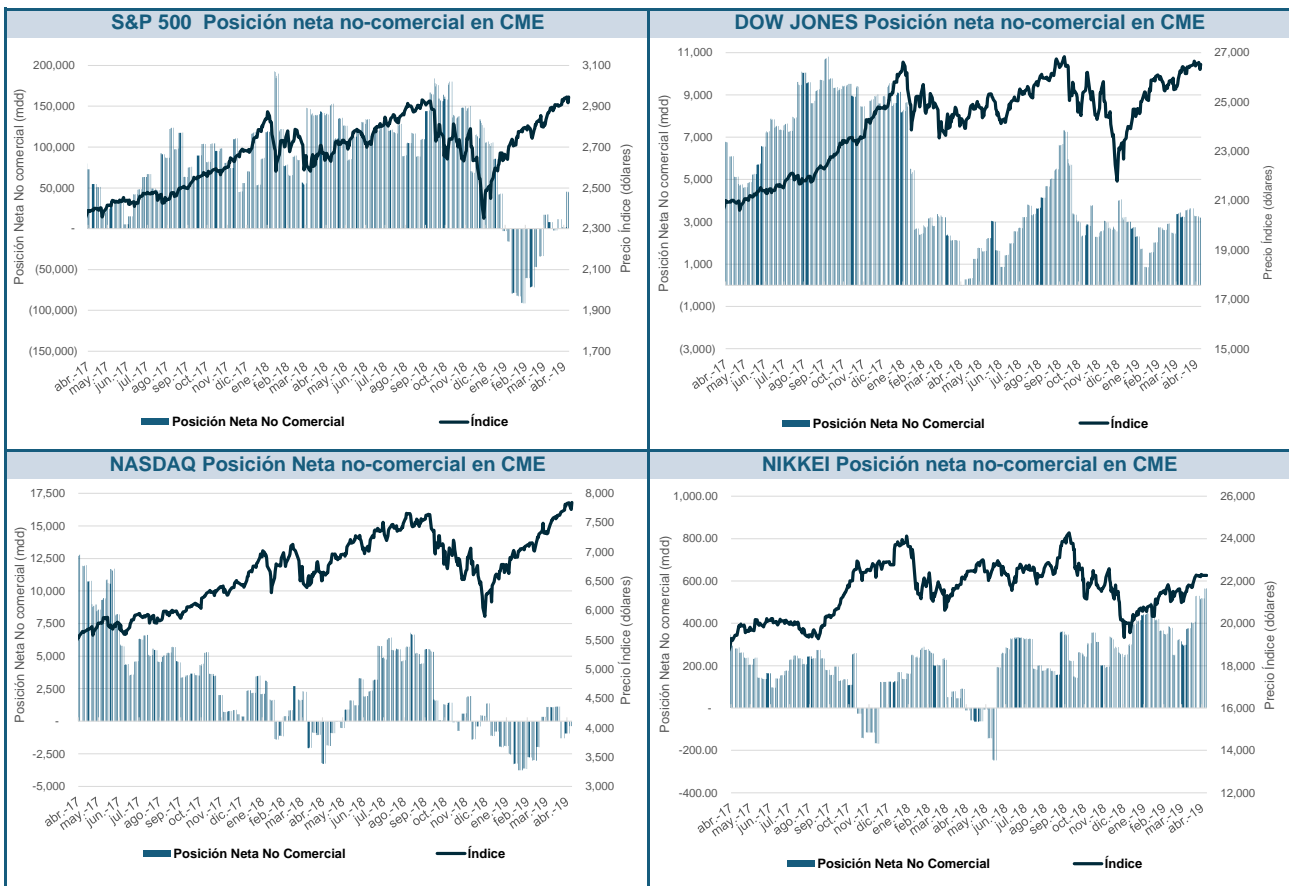 S&P 500 Posición neta no-comercial en CME
Posición Neta No Comercial (mdd)
200,000
150,000
100,000
50,000
-
(50,000)
(100,000)
(150,000)
3,100
2,900
2,700
2,500
2,300
2,100
1,900
1,700
Precio Índice (dólares)
abr.-17
may.-17
jun.-17
jul.-17
ago.-17
sep.-17
oct.-17
nov.-17
dic.-17
ene.-18
feb.-18
mar.-18
abr.-18
may.-18
jun.-18
jul.-18
ago.-18
sep.-18
oct.-18
nov.-18
dic.-18
ene.-19
feb.-19
mar.-19
abr.-19
Posición Neta No Comercial
Índice
DOW JONES Posición neta no-comercial en CME
Posición Neta No Comercial (mdd)
11,000
9,000
7,000
5,000
3,000
1,000
(1,000)
(3,000)
27,000
25,000
23,000
21,000
19,000
17,000
15,000
Precio Índice (dólares)
abr.-17
may.-17
jun.-17
jul.-17
ago.-17
sep.-17
oct.-17
nov.-17
dic.-17
ene.-18
feb.-18
mar.-18
abr.-18
may.-18
jun.-18
jul.-18
ago.-18
sep.-18
oct.-18
nov.-18
dic.-18
ene.-19
feb.-19
mar.-19
abr.-19
Posición Neta No Comercial
Índice
NASDAQ Posición Neta no-comercial en CME
Posición Neta No Comercial (mdd)
17,500
15,000
12,500
10,000
7,500
5,000
2,500
-
-2,500
-5,000
8,000
7,500
7,000
6,500
6,000
5,500
5,000
4,500
4,000
3,500
3,000
Precio Índice (dólares)
abr.-17
may.-17
jun.-17
jul.-17
ago.-17
sep.-17
oct.-17
nov.-17
dic.-17
ene.-18
feb.-18
mar.-18
abr.-18
may.-18
jun.-18
jul.-18
ago.-18
sep.-18
oct.-18
nov.-18
dic.-18
ene.-19
feb.-19
mar.-19
abr.-19
Posición Neta No Comercial
Índice
NIKKEI Posición neta no-comercial en CME
Posición Neta No Comercial (mdd)
1,000.00
800.00
600.00
400.00
200.00
-
-200.00
-400.00
26,000
24,000
22,000
20,000
18,000
16,000
14,000
12,000
Precio Índice (dólares)
abr.-17
may.-17
jun.-17
jul.-17
ago.-17
sep.-17
oct.-17
nov.-17
dic.-17
ene.-18
feb.-18
mar.-18
abr.-18
may.-18
jun.-18
jul.-18
ago.-18
sep.-18
oct.-18
nov.-18
dic.-18
ene.-19
feb.-19
mar.-19
abr.-19
Posición Neta No Comercial
Índice